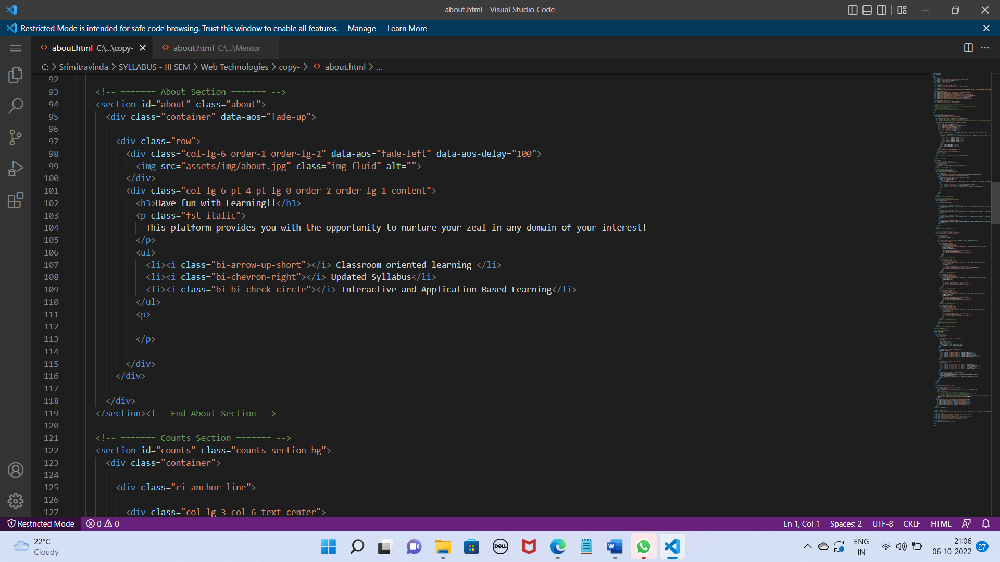 about.html - Visual Studio Code
Restricted Mode is intended for safe code browsing. Trust this window to enable all features. Manage Learn More
about.html C:\...\copy- about.html C:\...\Mentor
C: > Srimitravinda > SYLLABUS - III SEM > Web Technologies > copy- > about.html > ...
92
93 <!-- ======= About Section ======= -->
94 <section id="about" class="about">
95 <div class="container" data-aos="fade-up">
96
97 <div class="row">
98 <div class="col-lg-6 order-1 order-lg-2" data-aos="fade-left" data-aos-delay="100">
99 <img src="assets/img/about.jpg" class="img-fluid" alt="">
100 </div>
101 <div class="col-lg-6 pt-4 pt-lg-0 order-2 order-lg-1 content">
102 <h3>Have fun with Learning!!</h3>
103 <p class="fst-italic">
104 This platform provides you with the opportunity to nurture your zeal in any domain of your interest!
105 </p>
106 <ul>
107 <li><i class="bi-arrow-up-short"></i> Classroom oriented learning </li>
108 <li><i class="bi-chevron-right"></i> Updated Syllabus</li>
109 <li><i class="bi bi-check-circle"></i> Interactive and Application Based Learning</li>
110 </ul>
111 <p>
112
113 </p>
114
115 </div>
116 </div>
117
118 </div>
119 </section><!-- End About Section -->
120
121 <!-- ======= Counts Section ======= -->
122 <section id="counts" class="counts section-bg">
123 <div class="container">
124
125 <div class="ri-anchor-line">
126
127 <div class="col-lg-3 col-6 text-center">
Restricted Mode 0 0 Ln 1, Col 1 Spaces: 2 UTF-8 CRLF HTML
22°C
Cloudy
DELL
W
ENG
IN
21:06
06-10-2022
27